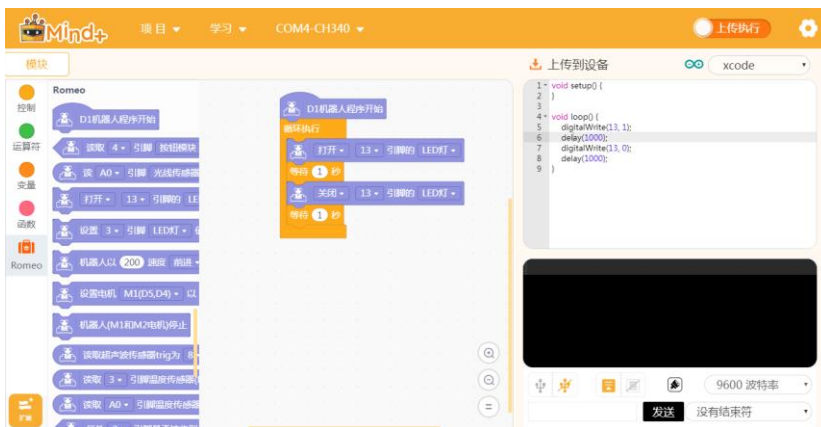 Mind+
项目
学习
COM4-CH340
上传执行
模块
控制
运算符
变量
函数
Romeo
扩展
Romeo
D1机器人程序开始
读取 4 引脚 按钮模块
读 A0 引脚 光线传感器
打开 13 引脚的 LE
设置 3 引脚 LED灯
机器人以 200 速度 前进
设置电机 M1(D5,D4) 以
机器人(M1和M2电机)停止
读取超声波传感器trig为 8
读取 3 引脚温度传感器
读取 A0 引脚温度传感
D1机器人程序开始
循环执行
打开 13 引脚的 LED灯
等待 1 秒
关闭 13 引脚的 LED灯
等待 1 秒
上传到设备
xcode
1 void setup() {
2 }
3
4 void loop() {
5 digitalWrite(13, 1);
6 delay(1000);
7 digitalWrite(13, 0);
8 delay(1000);
9 }
9600 波特率
发送
没有结束符